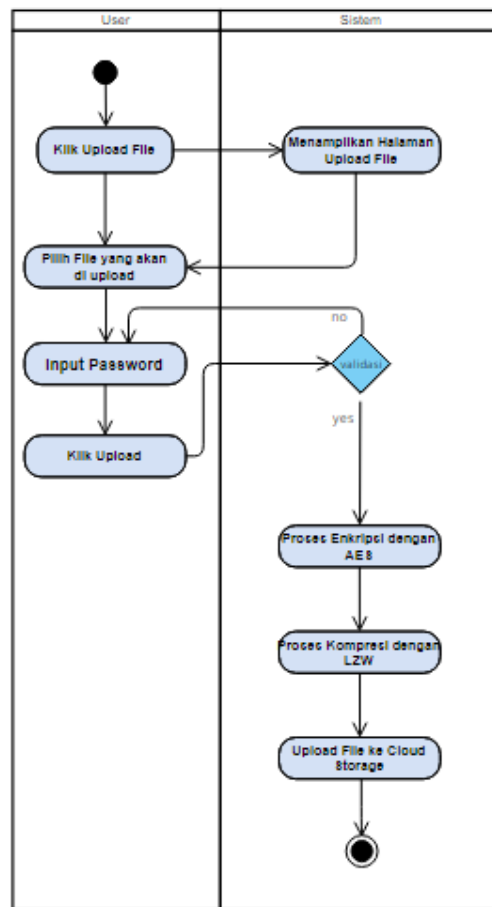 User
Sistem
Klik Upload File
Menampilkan Halaman
Upload File
Pilih File yang akan
di upload
no
Input Password
validasi
yes
Klik Upload
Proses Enkripsi dengan
AES
Proses Kompresi dengan
LZW
Upload File ke Cloud
Storage